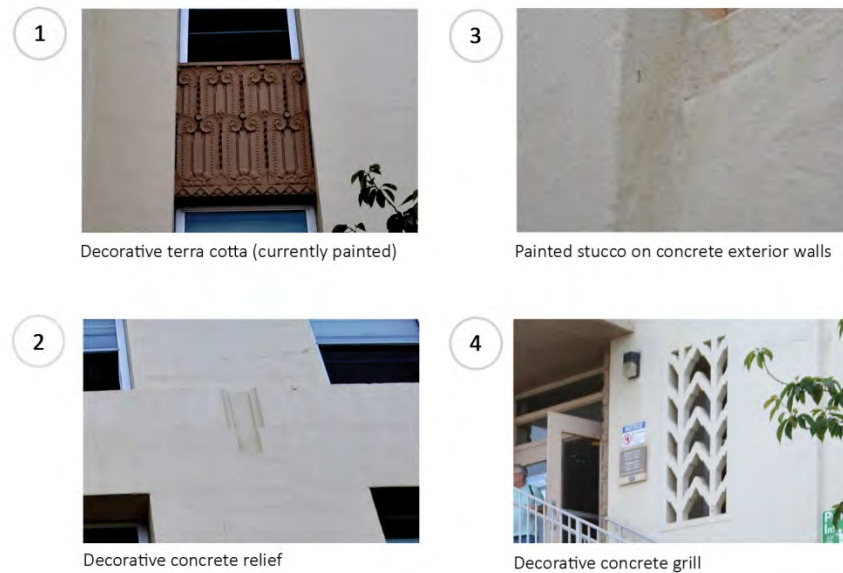 1
Decorative terra cotta (currently painted)
2
Decorative concrete relief
3
Painted stucco on concrete exterior walls
4
NOTICE
Decorative concrete grill